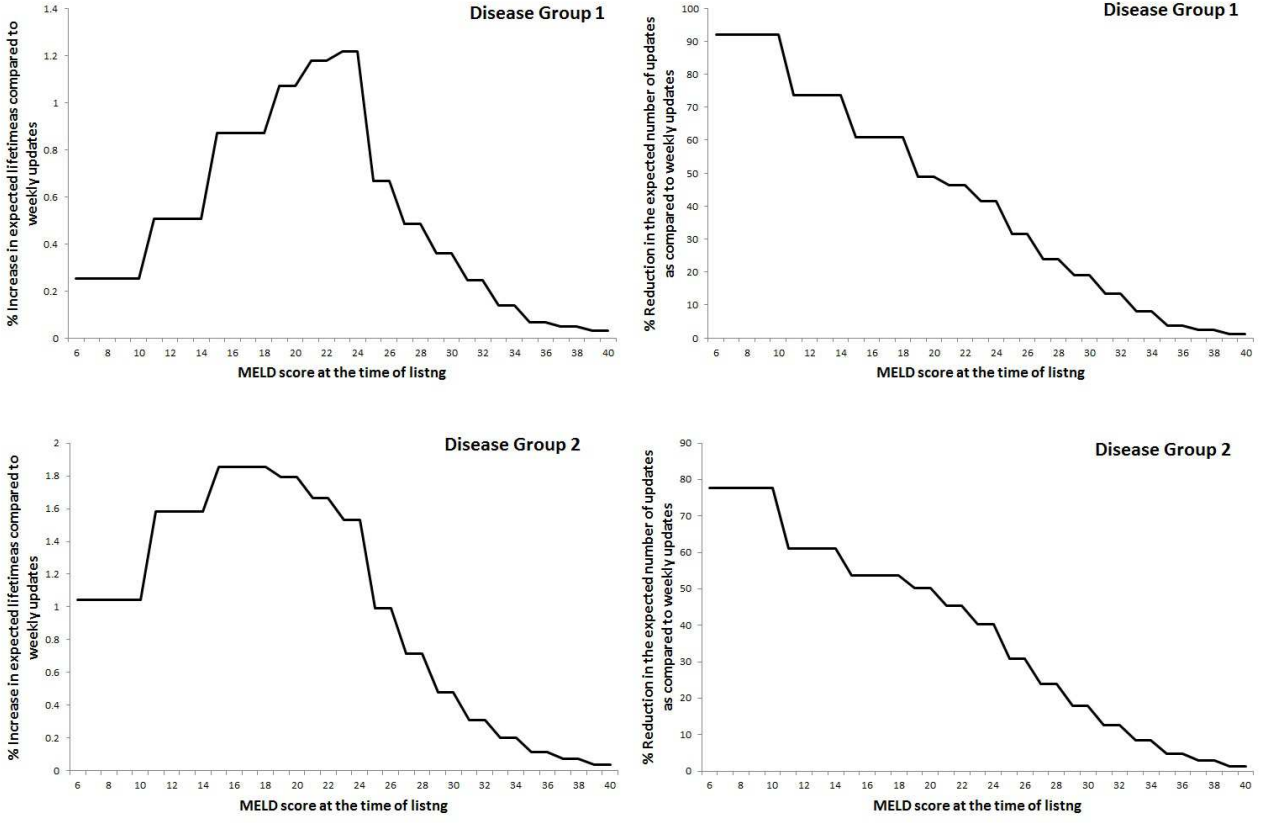 Disease Group 1
% Increase in expected lifetimeas compared to
weekly updates
1.4
1.2
1
0.8
0.6
0.4
0.2
0
6 8 10 12 14 16 18 20 22 24 26 28 30 32 34 36 38 40
MELD score at the time of listng
Disease Group 1
% Reduction in the expected number of updates
as compared to weekly updates
100
90
80
70
60
50
40
30
20
10
0
6 8 10 12 14 16 18 20 22 24 26 28 30 32 34 36 38 40
MELD score at the time of listng
Disease Group 2
% Increase in expected lifetimeas compared to
weekly updates
2
1.8
1.6
1.4
1.2
1
0.8
0.6
0.4
0.2
0
6 8 10 12 14 16 18 20 22 24 26 28 30 32 34 36 38 40
MELD score at the time of listng
Disease Group 2
% Reduction in the expected number of updates
as compared to weekly updates
90
80
70
60
50
40
30
20
10
0
6 8 10 12 14 16 18 20 22 24 26 28 30 32 34 36 38 40
MELD score at the time of listng